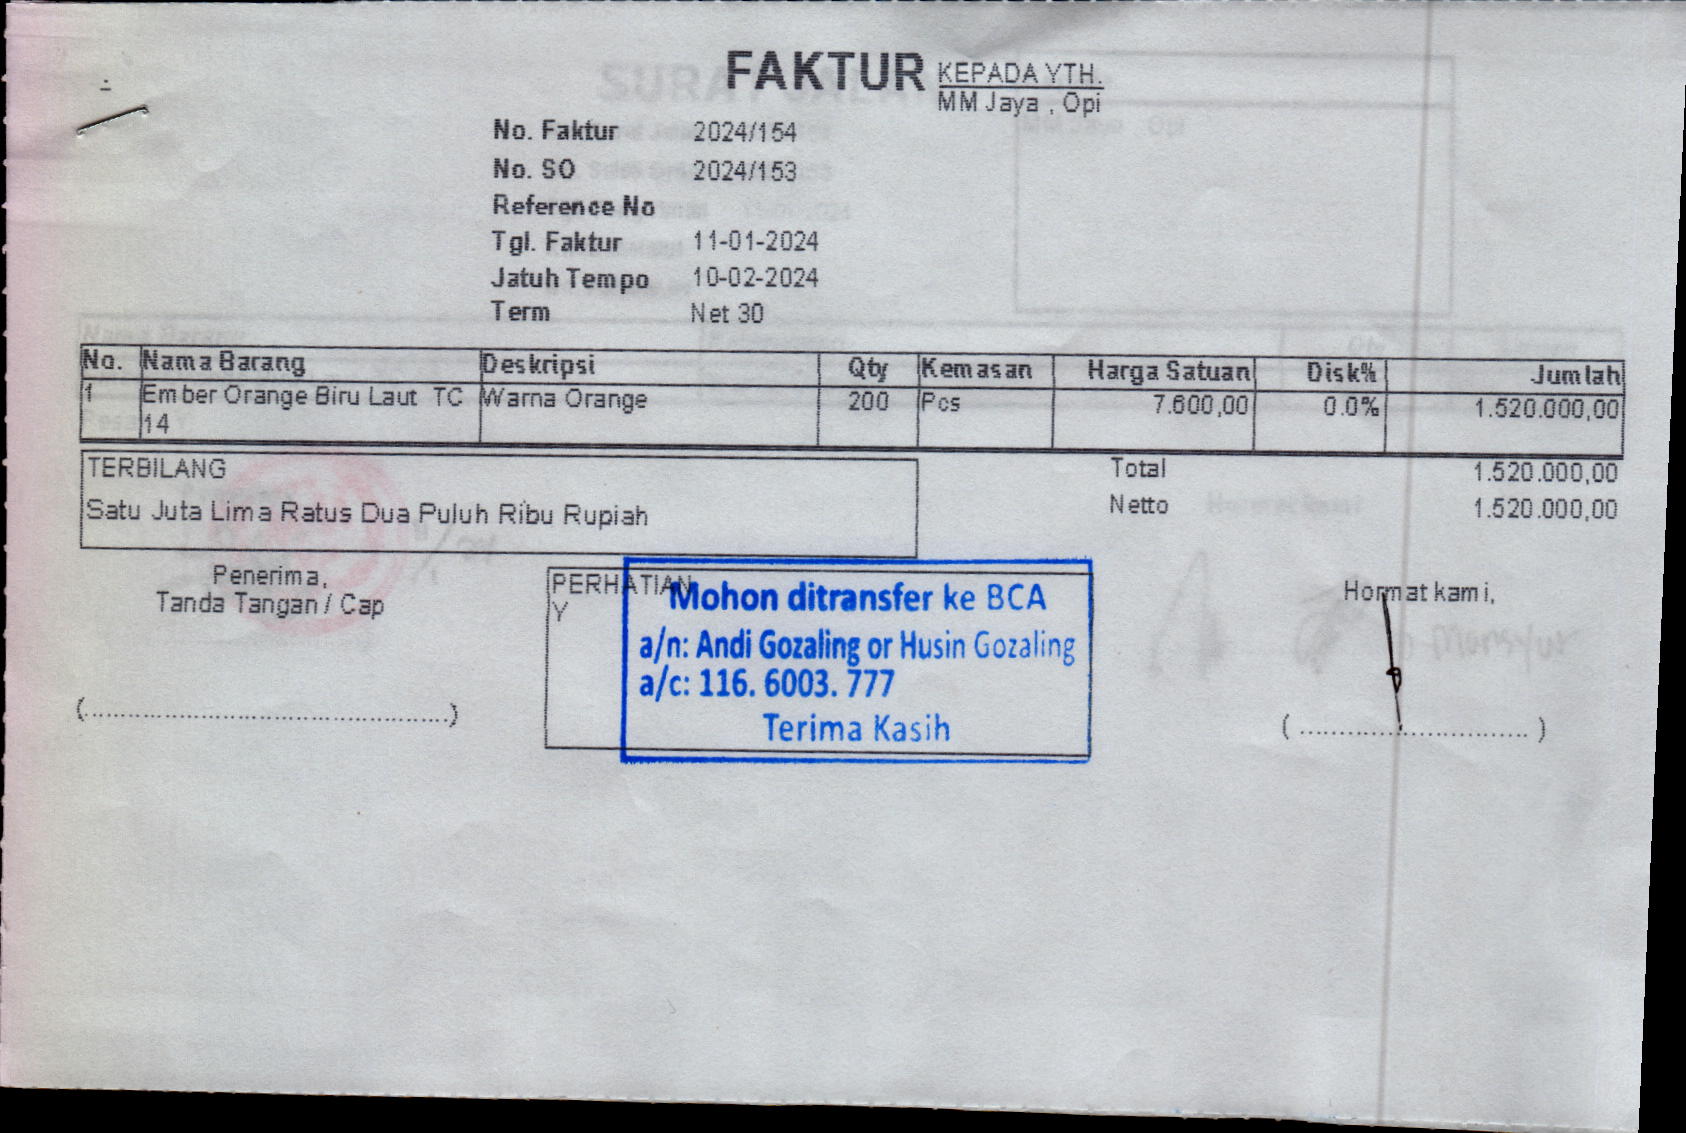 FAKTUR
KEPADA YTH.
MM Jaya , Opi
No. Faktur 2024/154
No. SO 2024/153
Reference No
Tgl. Faktur 11-01-2024
Jatuh Tempo 10-02-2024
Term Net 30
No. Nama Barang Deskripsi Qty Kemasan Harga Satuan Disk% Jumlah
1 Ember Orange Biru Laut TC Warna Orange 200 Pcs 7.600,00 0.0% 1.520.000,00
14
TERBILANG
Satu Juta Lima Ratus Dua Puluh Ribu Rupiah
Total 1.520.000,00
Netto 1.520.000,00
Penerima,
Tanda Tangan / Cap
(..................................................)
PERHATIAN
Y
Mohon ditransfer ke BCA
a/n: Andi Gozaling or Husin Gozaling
a/c: 116. 6003. 777
Terima Kasih
Hormat kami,
( ................................ )